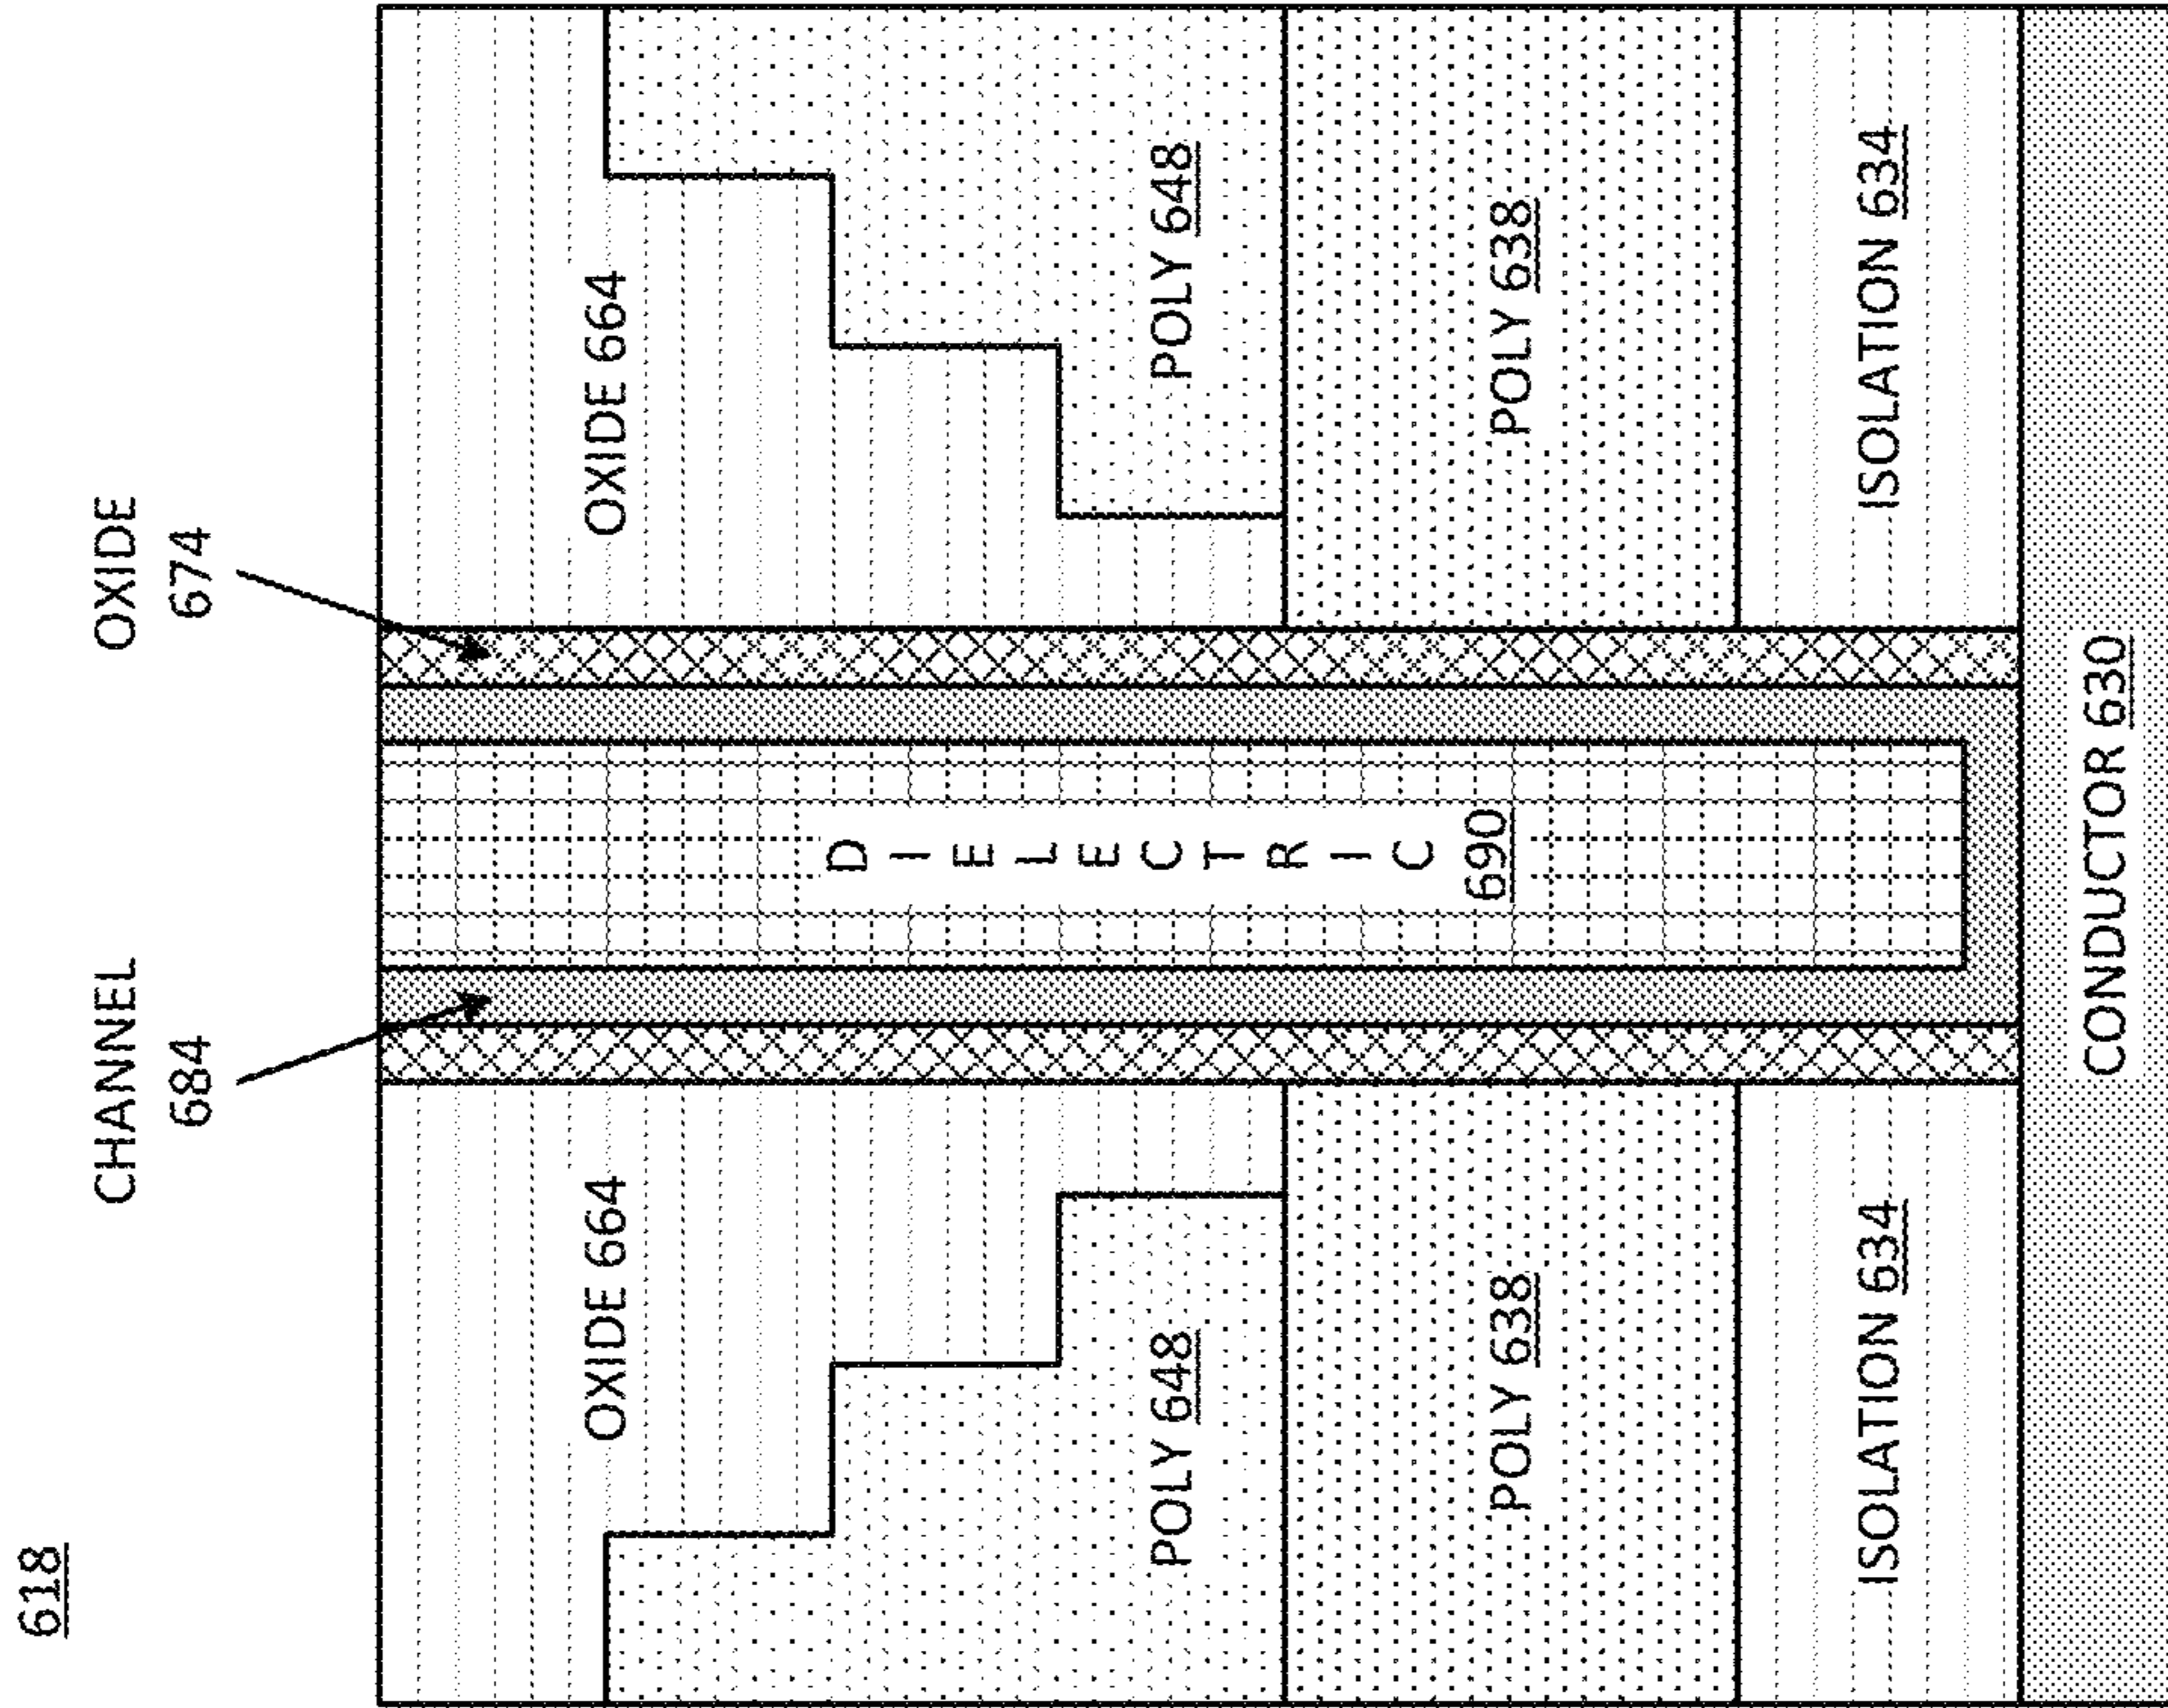 618
CHANNEL
684
OXIDE
674
OXIDE 664
OXIDE 664
D
I
E
L
E
C
T
R
I
C
690
POLY 648
POLY 648
POLY 638
POLY 638
ISOLATION 634
ISOLATION 634
CONDUCTOR 630